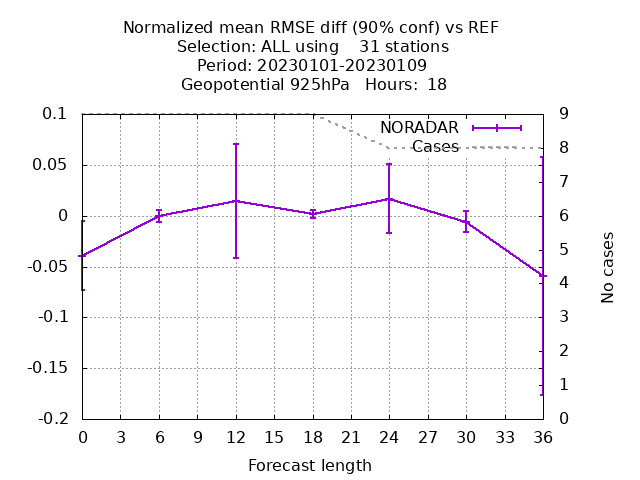 Normalized mean RMSE diff (90% conf) vs REF
Selection: ALL using    31 stations
Period: 20230101-20230109
Geopotential 925hPa   Hours:  18
NORADAR
Cases
0.1
0.05
0
-0.05
-0.1
-0.15
-0.2
9
8
7
6
5
4
3
2
1
0
No cases
0 3 6 9 12 15 18 21 24 27 30 33 36
Forecast length